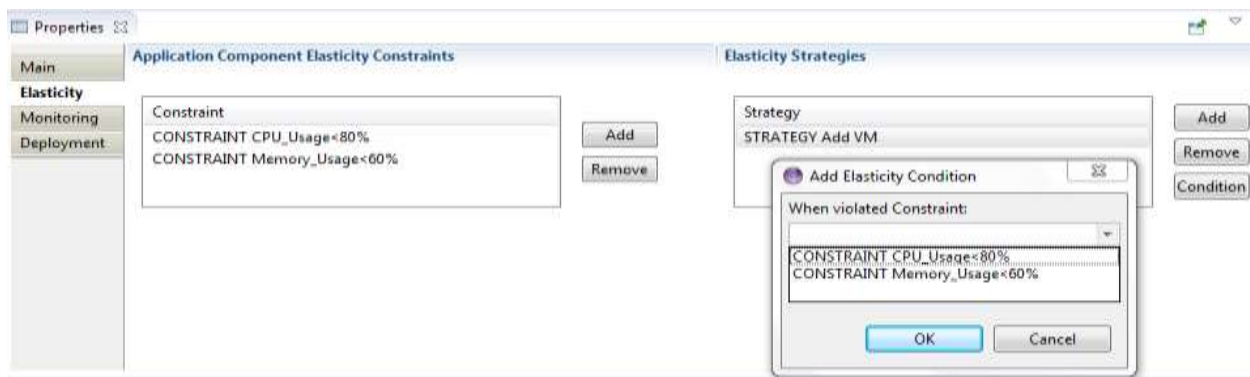 Properties
Main
Elasticity
Monitoring
Deployment
Application Component Elasticity Constraints
Constraint
CONSTRAINT CPU_Usage<80%
CONSTRAINT Memory_Usage<60%
Add
Remove
Elasticity Strategies
Strategy
STRATEGY Add VM
Add
Remove
Condition
Add Elasticity Condition
When violated Constraint:
CONSTRAINT CPU_Usage<80%
CONSTRAINT Memory_Usage<60%
OK
Cancel